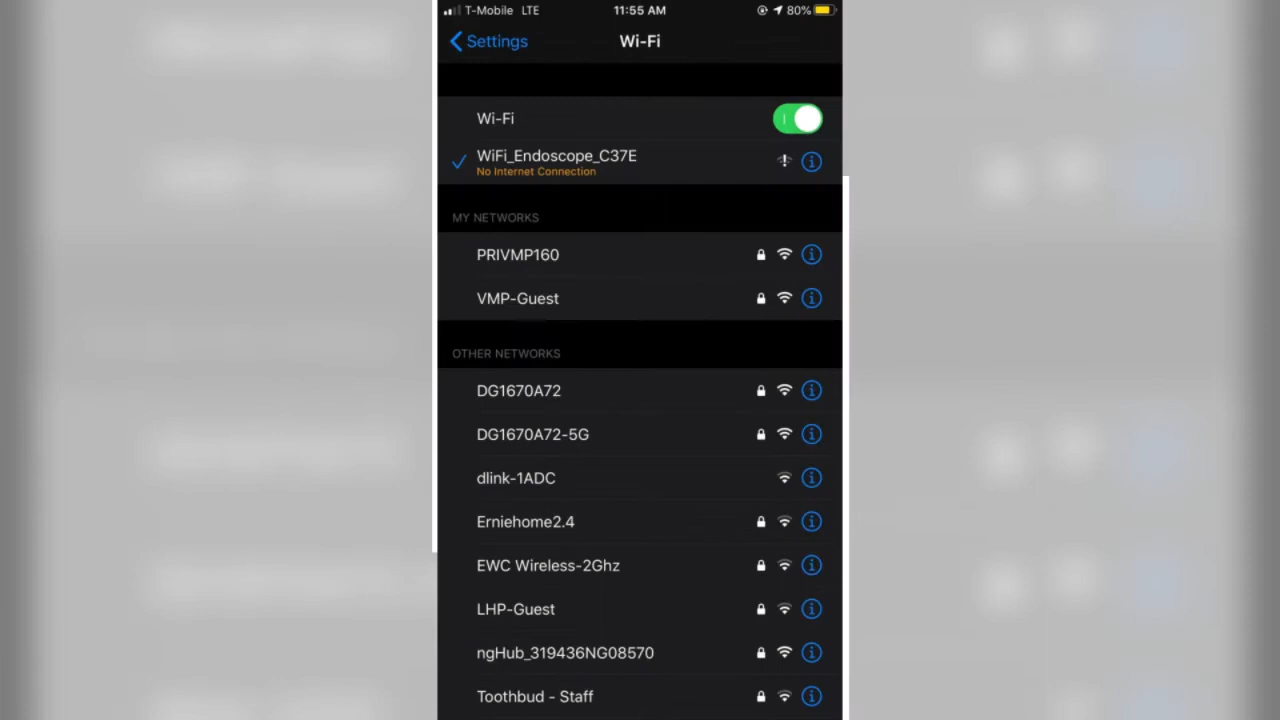 T-Mobile LTE 11:55 AM 80%
Settings Wi-Fi
Wi-Fi
WiFi_Endoscope_C37E
No Internet Connection
MY NETWORKS
PRIVMP160
VMP-Guest
OTHER NETWORKS
DG1670A72
DG1670A72-5G
dlink-1ADC
Erniehome2.4
EWC Wireless-2Ghz
LHP-Guest
ngHub_319436NG08570
Toothbud - Staff